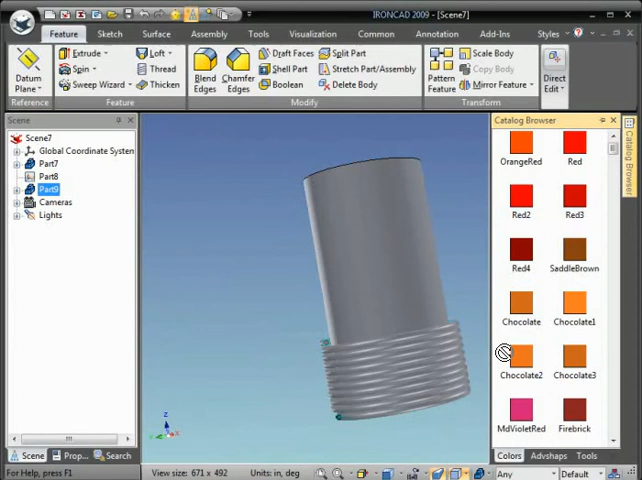 IRONCAD 2009 - [Scene7]
Feature Sketch Surface Assembly Tools Visualization Common Annotation Add-Ins Styles
Datum Plane
Extrude
Spin
Sweep Wizard
Loft
Thread
Thicken
Blend Edges
Chamfer Edges
Draft Faces
Shell Part
Boolean
Split Part
Stretch Part/Assembly
Delete Body
Pattern Feature
Scale Body
Copy Body
Mirror Feature
Direct Edit
Reference Feature Modify Transform
Scene
Scene7
Global Coordinate System
Part7
Part8
Part9
Cameras
Lights
Z
Y
X
Catalog Browser
Catalog Browser
OrangeRed Red
Red2 Red3
Red4 SaddleBrown
Chocolate Chocolate1
Chocolate2 Chocolate3
MdVioletRed Firebrick
Scene Prop... Search
Colors Advshaps Tools
For Help, press F1 View size: 671 x 492 Units: in, deg Any Default